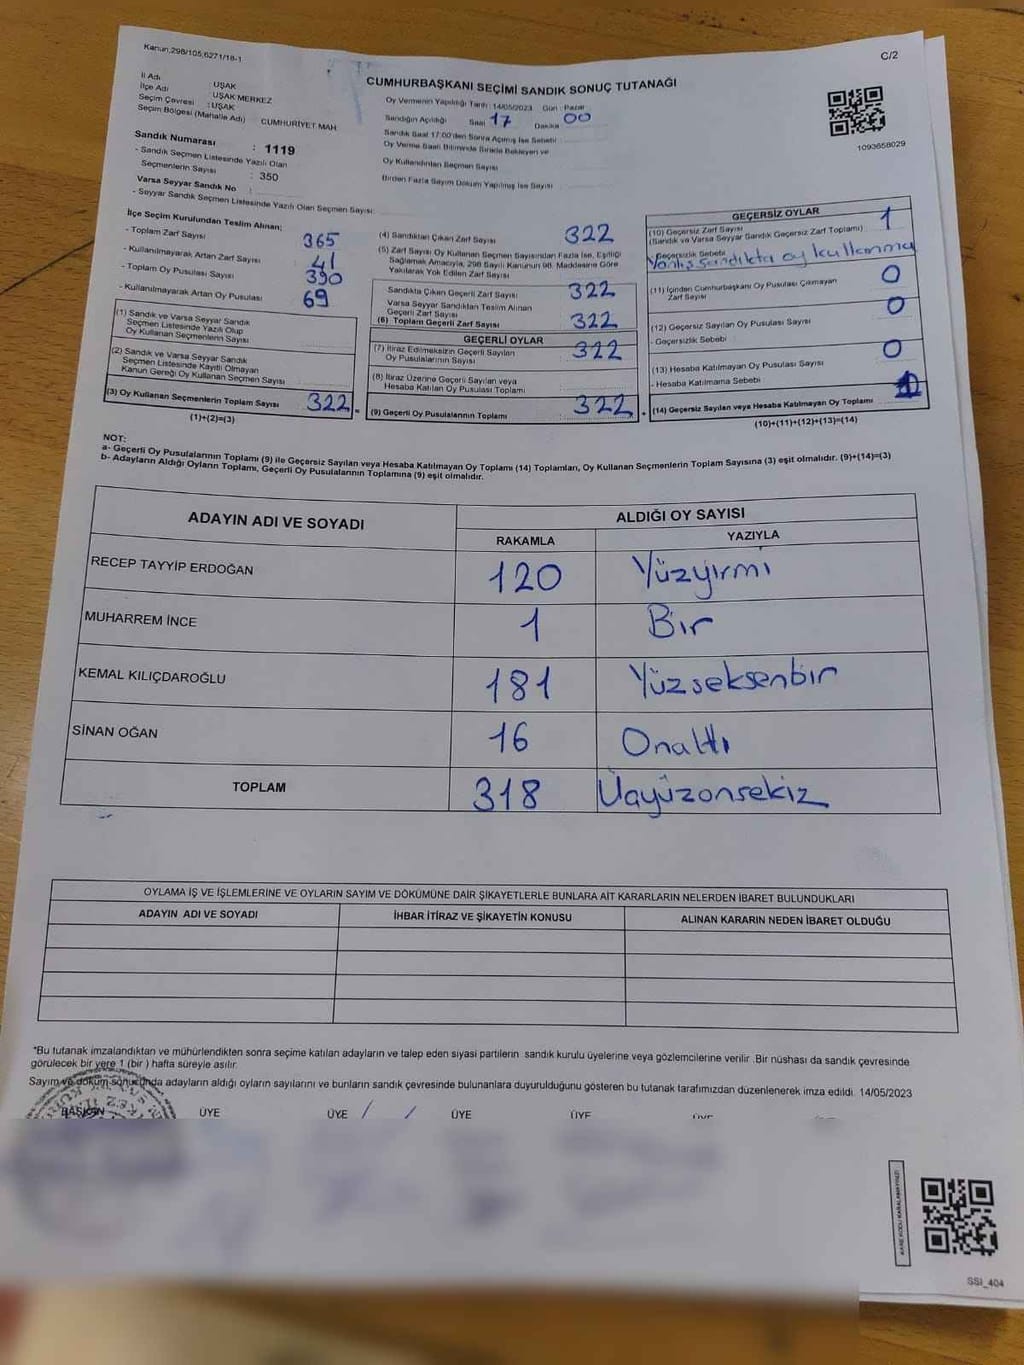 Kanun,298/105,6271/18-1
C/2
CUMHURBAŞKANI SEÇİMİ SANDIK SONUÇ TUTANAĞI
İl Adı UŞAK
İlçe Adı UŞAK MERKEZ
Seçim Çevresi : UŞAK
Seçim Bölgesi (Mahalle Adı) CUMHURİYET MAH.
Sandık Numarası : 1119
- Sandık Seçmen Listesinde Yazılı Olan
Seçmenlerin Sayısı : 350
Varsa Seyyar Sandık No :
- Seyyar Sandık Seçmen Listesinde Yazılı Olan Seçmen Sayısı:
Oy Vermenin Yapıldığı Tarih : 14/05/2023 Gün : Pazar
Sandığın Açıldığı Saat 17 Dakika 00
Sandık Saat 17:00'den Sonra Açımış İse Sebebi
Oy Verme Saati Bitiminde Sırada Bekleyen ve
Oy Kullandırılan Seçmen Sayısı
Birden Fazla Sayım Döküm Yapılmış İse Sayısı
1093658029
İlçe Seçim Kurulundan Teslim Alınan;
- Toplam Zarf Sayısı 365
- Kullanılmayarak Artan Zarf Sayısı 41
- Toplam Oy Pusulası Sayısı 390
- Kullanılmayarak Artan Oy Pusulası 69
(1) Sandık ve Varsa Seyyar Sandık
Seçmen Listesinde Yazılı Olup
Oy Kullanan Seçmenlerin Sayısı
(2) Sandık ve Varsa Seyyar Sandık
Seçmen Listesinde Kayıtlı Olmayan
Kanun Gereği Oy Kullanan Seçmen Sayısı
(3) Oy Kullanan Seçmenlerin Toplam Sayısı 322
(1)+(2)=(3)
(4) Sandıktan Çıkan Zarf Sayısı 322
(5) Zarf Sayısı Oy Kullanan Seçmen Sayısından Fazla İse, Eşitliği
Sağlamak Amacıyla, 298 Sayılı Kanunun 98. Maddesine Göre
Yakılarak Yok Edilen Zarf Sayısı
Sandıkta Çıkan Geçerli Zarf Sayısı 322
Varsa Seyyar Sandıktan Teslim Alınan
Geçerli Zarf Sayısı
(6) Toplam Geçerli Zarf Sayısı 322
GEÇERLİ OYLAR
(7) İtiraz Edilmeksizin Geçerli Sayılan
Oy Pusulalarının Sayısı 322
(8) İtiraz Üzerine Geçerli Sayılan veya
Hesaba Katılan Oy Pusulası Toplamı
(9) Geçerli Oy Pusulalarının Toplamı 322
GEÇERSİZ OYLAR
(10) Geçersiz Zarf Sayısı 1
(Sandık ve Varsa Seyyar Sandık Geçersiz Zarf Toplamı)
- Geçersizlik Sebebi
Yanlış sandıkta oy kullanma
(11) İçinden Cumhurbaşkanı Oy Pusulası Çıkmayan
Zarf Sayısı 0
(12) Geçersiz Sayılan Oy Pusulası Sayısı 0
- Geçersizlik Sebebi
(13) Hesaba Katılmayan Oy Pusulası Sayısı 0
- Hesaba Katılmama Sebebi
(14) Geçersiz Sayılan veya Hesaba Katılmayan Oy Toplamı
(10)+(11)+(12)+(13)=(14)
NOT:
a- Geçerli Oy Pusulalarının Toplamı (9) ile Geçersiz Sayılan veya Hesaba Katılmayan Oy Toplamı (14) Toplamları, Oy Kullanan Seçmenlerin Toplam Sayısına (3) eşit olmalıdır. (9)+(14)=(3)
b- Adayların Aldığı Oyların Toplamı, Geçerli Oy Pusulalarının Toplamına (9) eşit olmalıdır.
ADAYIN ADI VE SOYADI
ALDIĞI OY SAYISI
RAKAMLA YAZIYLA
RECEP TAYYİP ERDOĞAN 120 Yüzyirmi
MUHARREM İNCE 1 Bir
KEMAL KILIÇDAROĞLU 181 Yüzseksenbir
SİNAN OĞAN 16 Onaltı
TOPLAM 318 Üçyüzonsekiz
OYLAMA İŞ VE İŞLEMLERİNE VE OYLARIN SAYIM VE DÖKÜMÜNE DAİR ŞİKAYETLERLE BUNLARA AİT KARARLARIN NELERDEN İBARET BULUNDUKLARI
ADAYIN ADI VE SOYADI İHBAR İTİRAZ VE ŞİKAYETİN KONUSU ALINAN KARARIN NEDEN İBARET OLDUĞU
*Bu tutanak imzalandıktan ve mühürlendikten sonra seçime katılan adayların ve talep eden siyasi partilerin sandık kurulu üyelerine veya gözlemcilerine verilir .Bir nüshası da sandık çevresinde
görülecek bir yere 1 (bir ) hafta süreyle asılır.
Sayım ve döküm sonucunda adayların aldığı oyların sayılarını ve bunların sandık çevresinde bulunanlara duyurulduğunu gösteren bu tutanak tarafımızdan düzenlenerek imza edildi. 14/05/2023
BAŞKAN ÜYE ÜYE ÜYE ÜYE
KARE KODU KARALAMAYINIZ!
SSI_404